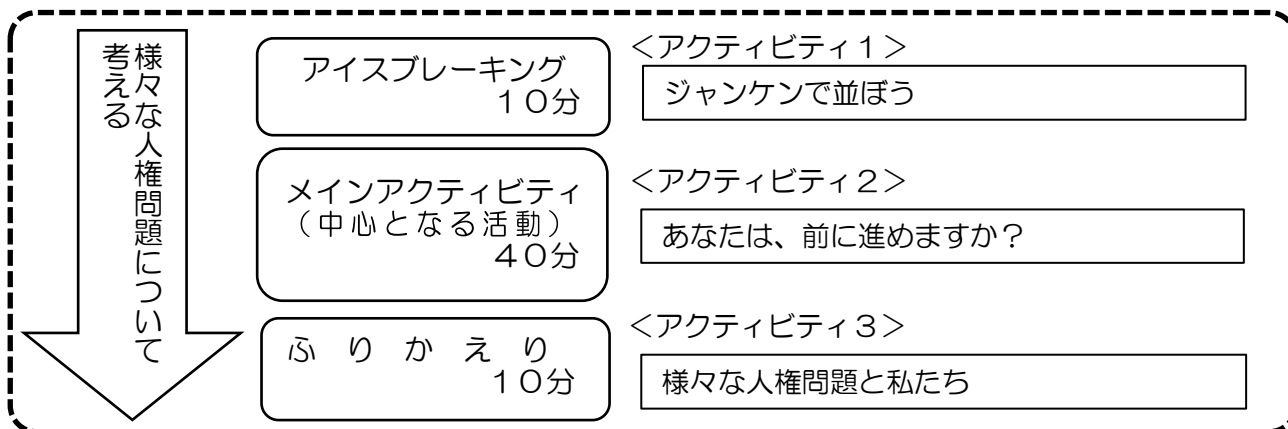 様々な人権問題について
考える
アイスブレーキング
１０分
＜アクティビティ１＞
ジャンケンで並ぼう
メインアクティビティ
（中心となる活動）
４０分
＜アクティビティ２＞
あなたは、前に進めますか？
ふ り か え り
１０分
＜アクティビティ３＞
様々な人権問題と私たち